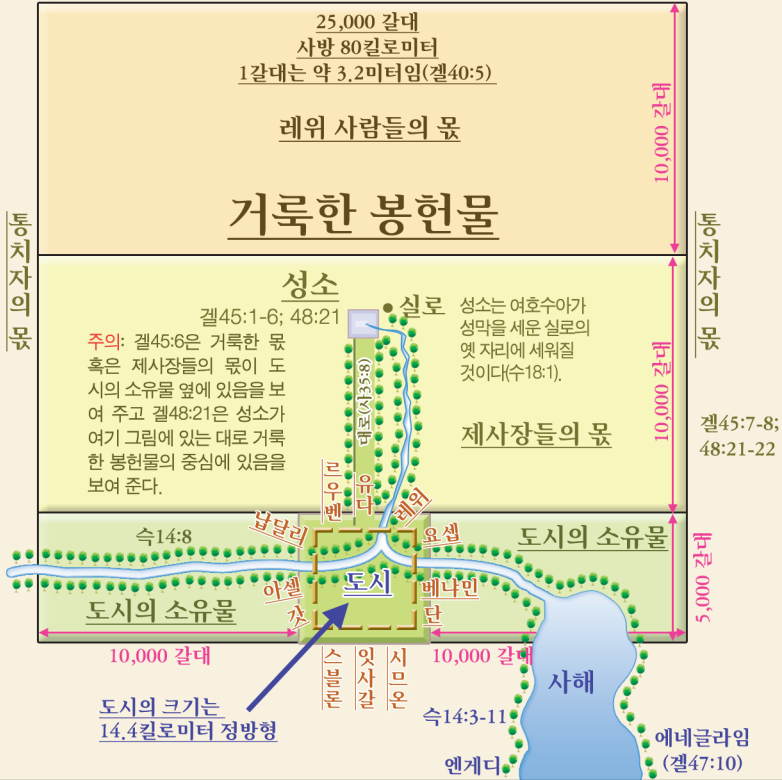 25,000 갈대
사방 80킬로미터
1갈대는 약 3.2미터임(겔40:5)
레위 사람들의 몫
거룩한 봉헌물
10,000 갈대
통치자의 몫
통치자의 몫
성소
겔45:1-6; 48:21
실로
성소는 여호수아가
성막을 세운 실로의
옛 자리에 세워질
것이다(수18:1).
주의: 겔45:6은 거룩한 몫
혹은 제사장들의 몫이 도
시의 소유물 옆에 있음을 보
여 주고 겔48:21은 성소가
여기 그림에 있는 대로 거룩
한 봉헌물의 중심에 있음을
보여 준다.
대로(사35:8)
제사장들의 몫
10,000 갈대
겔45:7-8;
48:21-22
르우벤
유다
레위
납달리
요셉
슥14:8
도시의 소유물
아셀
도시
베냐민
갓
단
도시의 소유물
5,000 갈대
10,000 갈대
10,000 갈대
스블론
잇사갈
시므온
사해
도시의 크기는
14.4킬로미터 정방형
슥14:3-11
엔게디
에네글라임
(겔47:10)